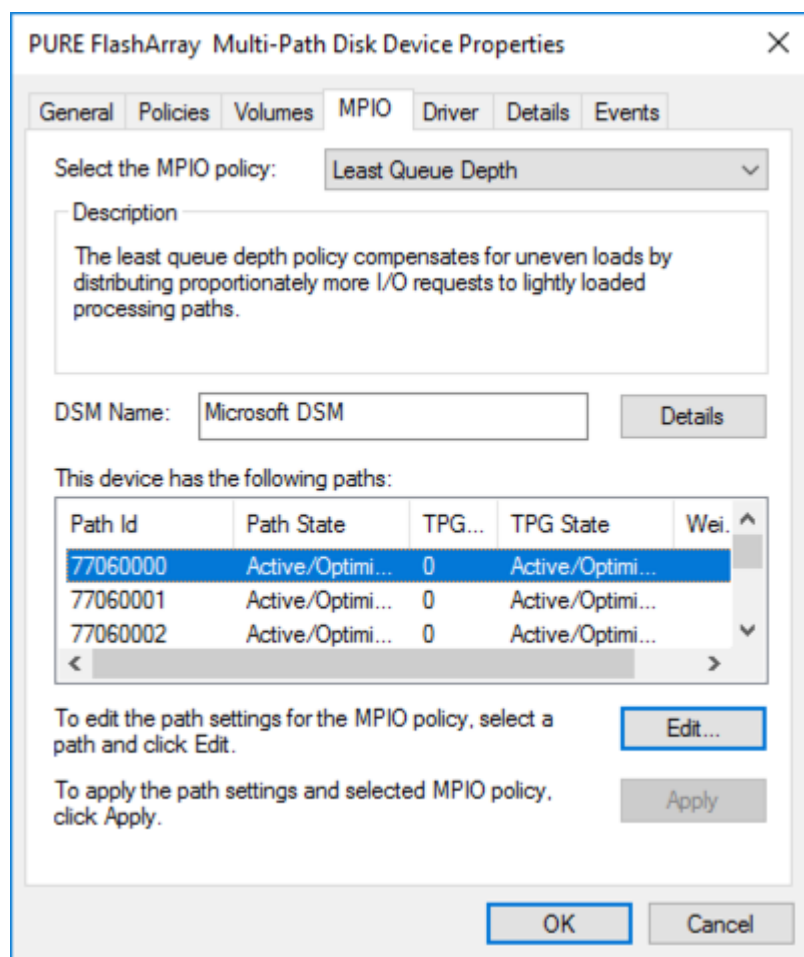 PURE FlashArray  Multi-Path Disk Device Properties
General Policies Volumes MPIO Driver Details Events
Select the MPIO policy: Least Queue Depth
Description
The least queue depth policy compensates for uneven loads by
distributing proportionately more I/O requests to lightly loaded
processing paths.
DSM Name: Microsoft DSM Details
This device has the following paths:
Path Id Path State TPG... TPG State Wei.
77060000 Active/Optimi... 0 Active/Optimi...
77060001 Active/Optimi... 0 Active/Optimi...
77060002 Active/Optimi... 0 Active/Optimi...
To edit the path settings for the MPIO policy, select a
path and click Edit.
Edit...
To apply the path settings and selected MPIO policy,
click Apply.
Apply
OK Cancel